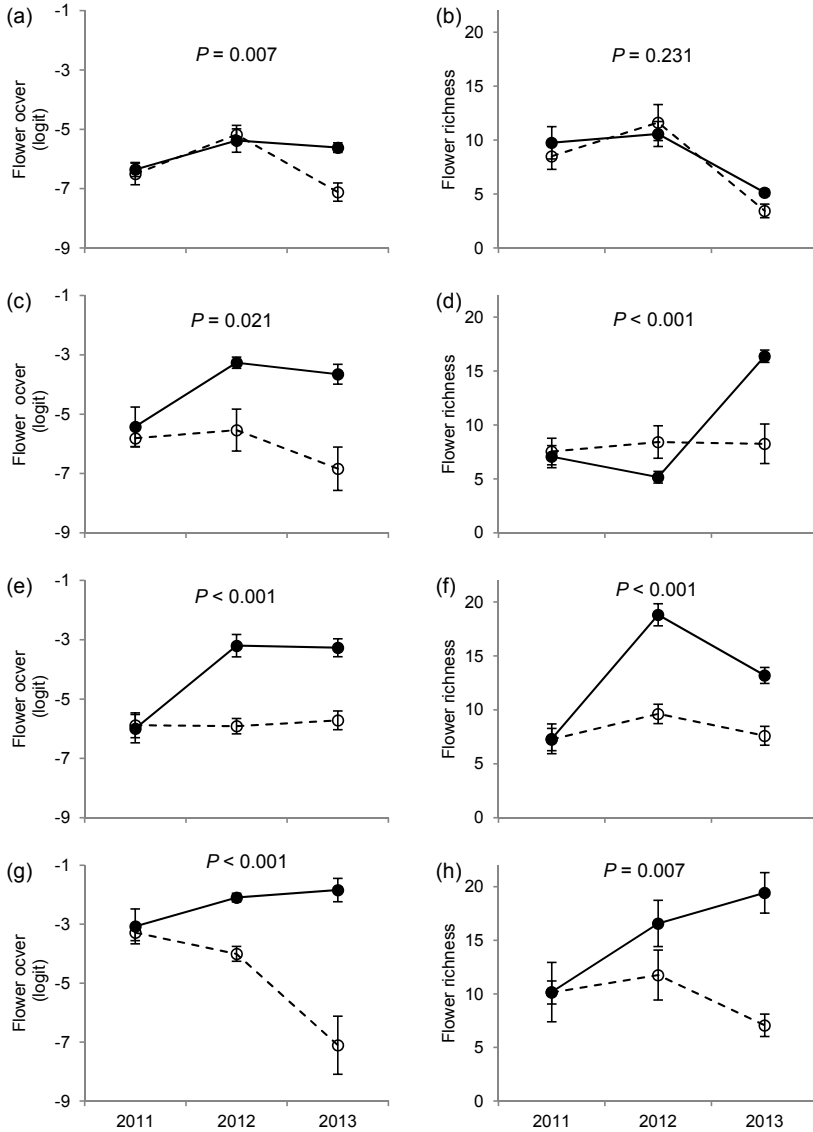 (a)
-1
-3
-5
-7
-9
Flower ocver
(logit)
P = 0.007
(b)
20
15
10
5
0
Flower richness
P = 0.231
(c)
-1
-3
-5
-7
-9
Flower ocver
(logit)
P = 0.021
(d)
20
15
10
5
0
Flower richness
P < 0.001
(e)
-1
-3
-5
-7
-9
Flower ocver
(logit)
P < 0.001
(f)
20
15
10
5
0
Flower richness
P < 0.001
(g)
-1
-3
-5
-7
-9
Flower ocver
(logit)
P < 0.001
2011 2012 2013
(h)
20
15
10
5
0
Flower richness
P = 0.007
2011 2012 2013